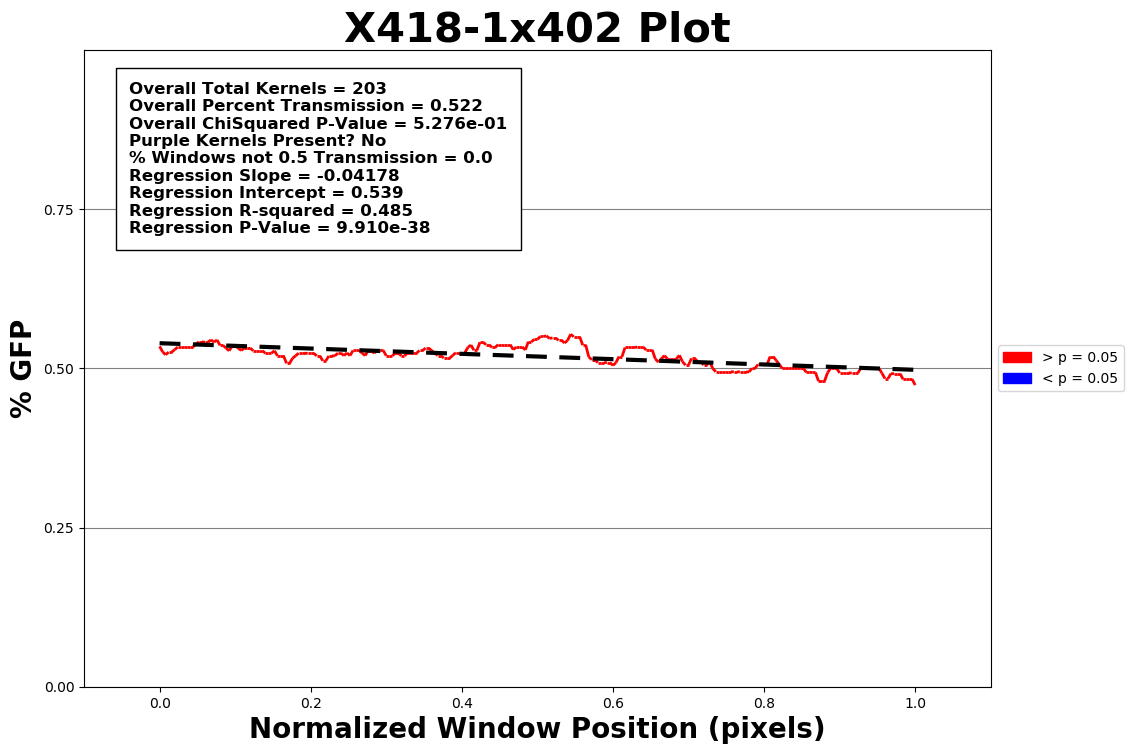 X418-1x402 Plot
Overall Total Kernels = 203
Overall Percent Transmission = 0.522
Overall ChiSquared P-Value = 5.276e-01
Purple Kernels Present? No
% Windows not 0.5 Transmission = 0.0
Regression Slope = -0.04178
Regression Intercept = 0.539
Regression R-squared = 0.485
Regression P-Value = 9.910e-38
% GFP
0.75
0.50
0.25
0.00
0.0 0.2 0.4 0.6 0.8 1.0
Normalized Window Position (pixels)
> p = 0.05
< p = 0.05